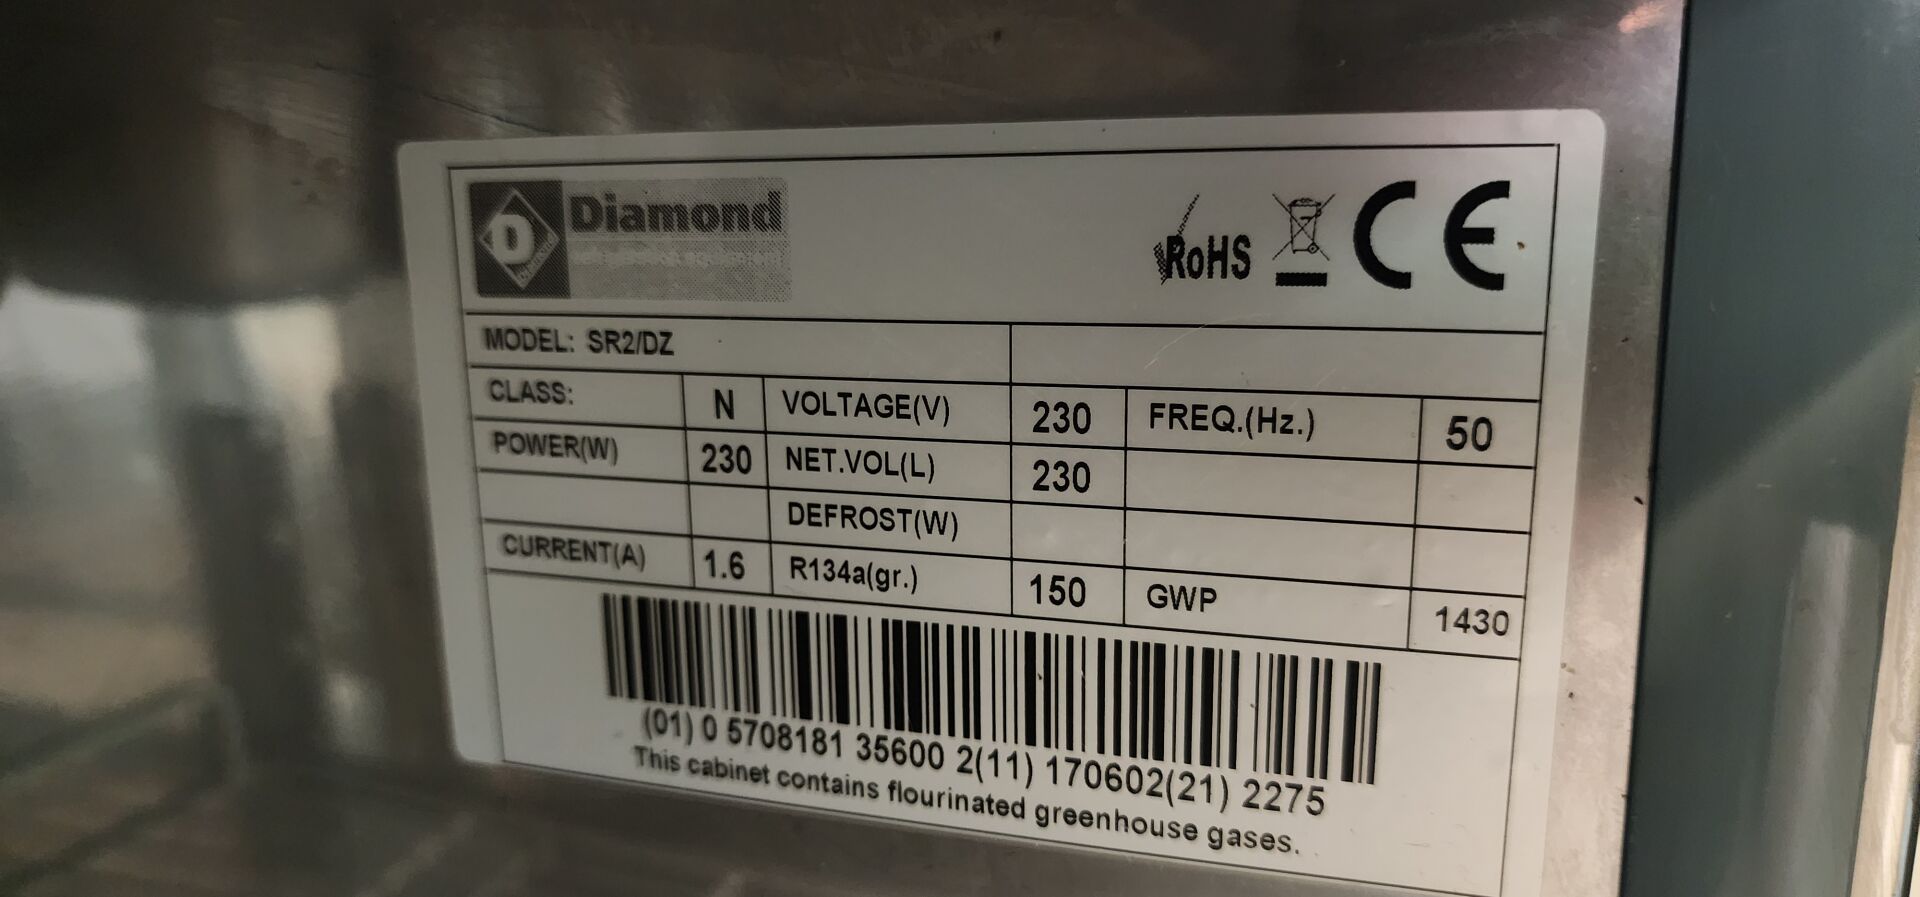 D Diamond
RoHS CE
MODEL: SR2/DZ
CLASS: N VOLTAGE(V) 230 FREQ.(Hz.) 50
POWER(W) 230 NET.VOL(L) 230
DEFROST(W)
CURRENT(A) 1.6 R134a(gr.) 150 GWP 1430
(01) 0 5708181 35600 2(11) 170602(21) 2275
This cabinet contains flourinated greenhouse gases.